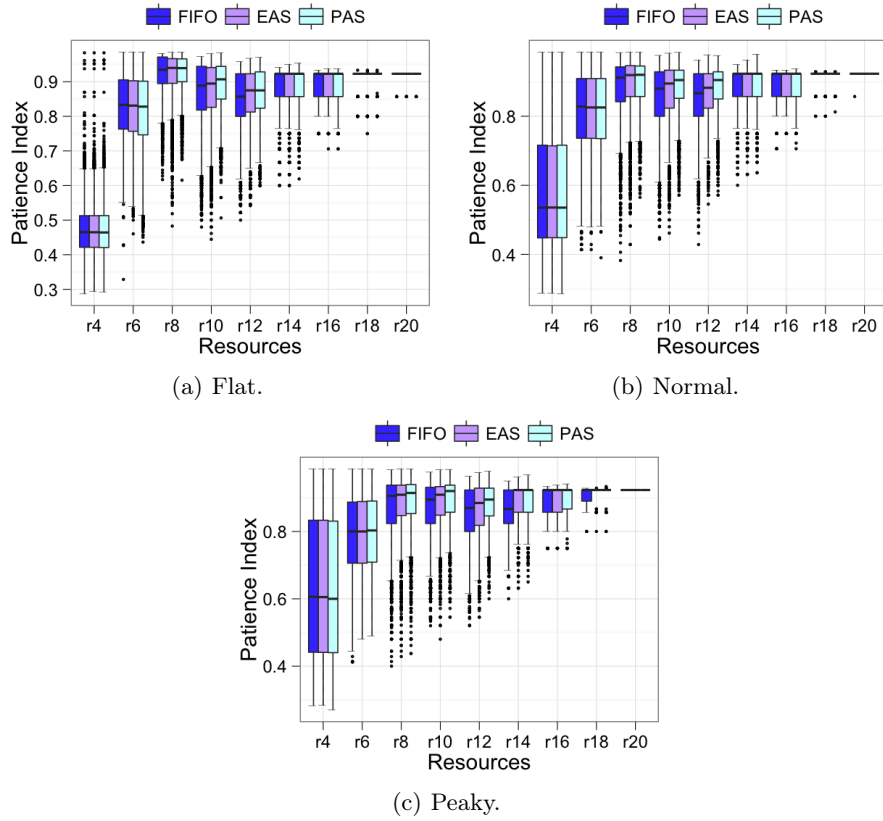 FIFO EAS PAS
Patience Index
0.9
0.8
0.7
0.6
0.5
0.4
0.3
r4 r6 r8 r10 r12 r14 r16 r18 r20
Resources
(a) Flat.
FIFO EAS PAS
Patience Index
0.8
0.6
0.4
r4 r6 r8 r10 r12 r14 r16 r18 r20
Resources
(b) Normal.
FIFO EAS PAS
Patience Index
0.8
0.6
0.4
r4 r6 r8 r10 r12 r14 r16 r18 r20
Resources
(c) Peaky.